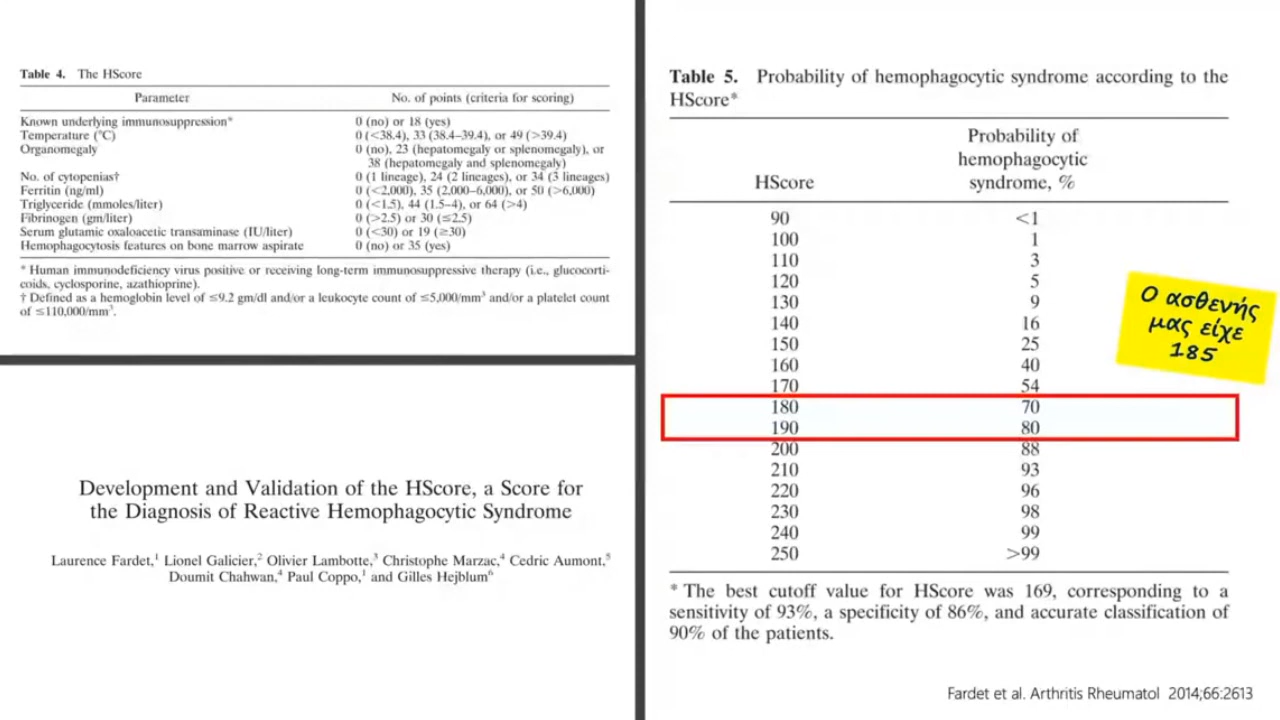 Table 4. The HScore
Parameter No. of points (criteria for scoring)
Known underlying immunosuppression* 0 (no) or 18 (yes)
Temperature (°C) 0 (<38.4), 33 (38.4–39.4), or 49 (>39.4)
Organomegaly 0 (no), 23 (hepatomegaly or splenomegaly), or
38 (hepatomegaly and splenomegaly)
No. of cytopenias† 0 (1 lineage), 24 (2 lineages), or 34 (3 lineages)
Ferritin (ng/ml) 0 (<2,000), 35 (2,000–6,000), or 50 (>6,000)
Triglyceride (mmoles/liter) 0 (<1.5), 44 (1.5–4), or 64 (>4)
Fibrinogen (gm/liter) 0 (>2.5) or 30 (≤2.5)
Serum glutamic oxaloacetic transaminase (IU/liter) 0 (<30) or 19 (≥30)
Hemophagocytosis features on bone marrow aspirate 0 (no) or 35 (yes)
* Human immunodeficiency virus positive or receiving long-term immunosuppressive therapy (i.e., glucocorti-
coids, cyclosporine, azathioprine).
† Defined as a hemoglobin level of ≤9.2 gm/dl and/or a leukocyte count of ≤5,000/mm³ and/or a platelet count
of ≤110,000/mm³.
Development and Validation of the HScore, a Score for
the Diagnosis of Reactive Hemophagocytic Syndrome
Laurence Fardet,¹ Lionel Galicier,² Olivier Lambotte,³ Christophe Marzac,⁴ Cedric Aumont,⁵
Doumit Chahwan,⁴ Paul Coppo,¹ and Gilles Hejblum⁶
Table 5. Probability of hemophagocytic syndrome according to the
HScore*
Probability of
hemophagocytic
HScore syndrome, %
90 <1
100 1
110 3
120 5
130 9
140 16
150 25
160 40
170 54
180 70
190 80
200 88
210 93
220 96
230 98
240 99
250 >99
* The best cutoff value for HScore was 169, corresponding to a
sensitivity of 93%, a specificity of 86%, and accurate classification of
90% of the patients.
Ο ασθενής
μας είχε
185
Fardet et al. Arthritis Rheumatol 2014;66:2613